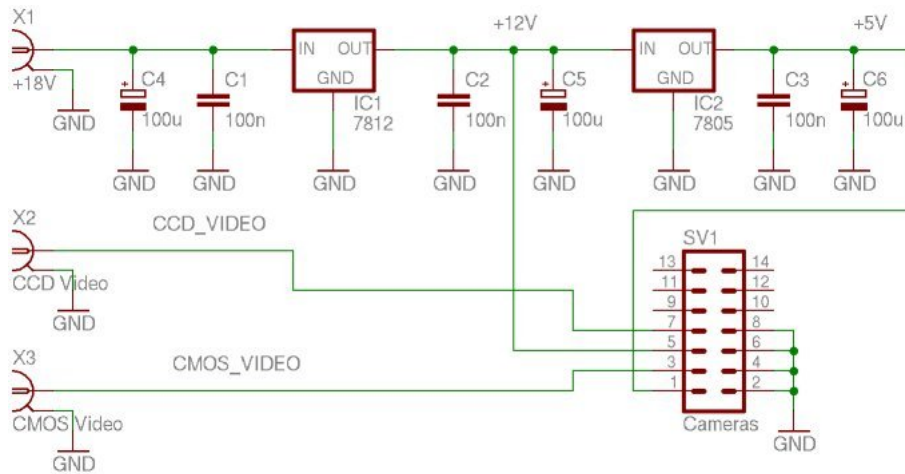 X1
+12V
+5V
IN OUT
IN OUT
GND
GND
+18V
C4
C1
C2
C5
C3
C6
+
+
+
IC1
7812
IC2
7805
100u
100n
100n
100u
100n
100u
GND
GND
GND
GND
GND
GND
GND
GND
GND
X2
CCD_VIDEO
CCD Video
GND
X3
CMOS_VIDEO
CMOS Video
GND
SV1
13 14
11 12
9 10
7 8
5 6
3 4
1 2
Cameras
GND